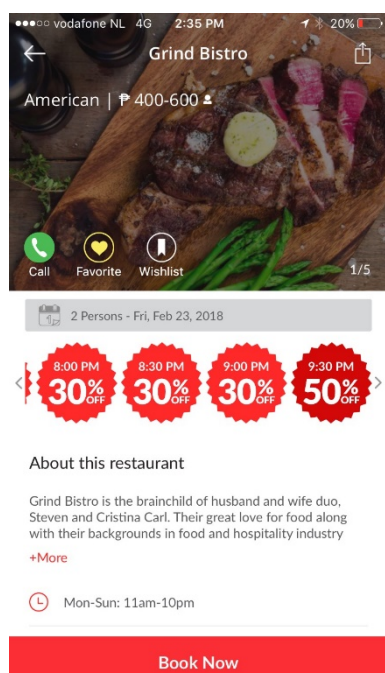 vodafone NL 4G 2:35 PM 20%
Grind Bistro
American | ₱ 400-600
Call Favorite Wishlist 1/5
2 Persons - Fri, Feb 23, 2018
8:00 PM 8:30 PM 9:00 PM 9:30 PM
30% OFF 30% OFF 30% OFF 50% OFF
About this restaurant
Grind Bistro is the brainchild of husband and wife duo,
Steven and Cristina Carl. Their great love for food along
with their backgrounds in food and hospitality industry
+More
Mon-Sun: 11am-10pm
Book Now